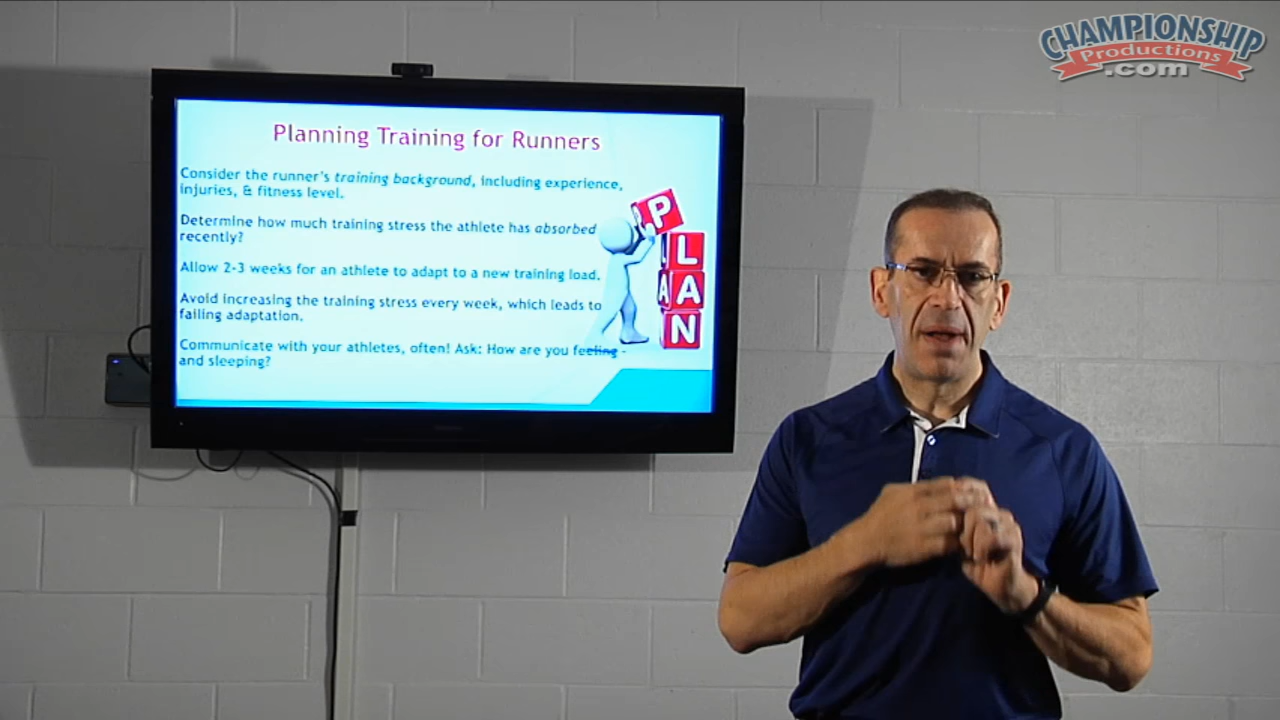 CHAMPIONSHIP
Productions
.com
Planning Training for Runners
Consider the runner's training background, including experience,
injuries, & fitness level.
Determine how much training stress the athlete has absorbed
recently?
Allow 2-3 weeks for an athlete to adapt to a new training load.
Avoid increasing the training stress every week, which leads to
failing adaptation.
Communicate with your athletes, often! Ask: How are you feeling -
and sleeping?
P
L
A A
N